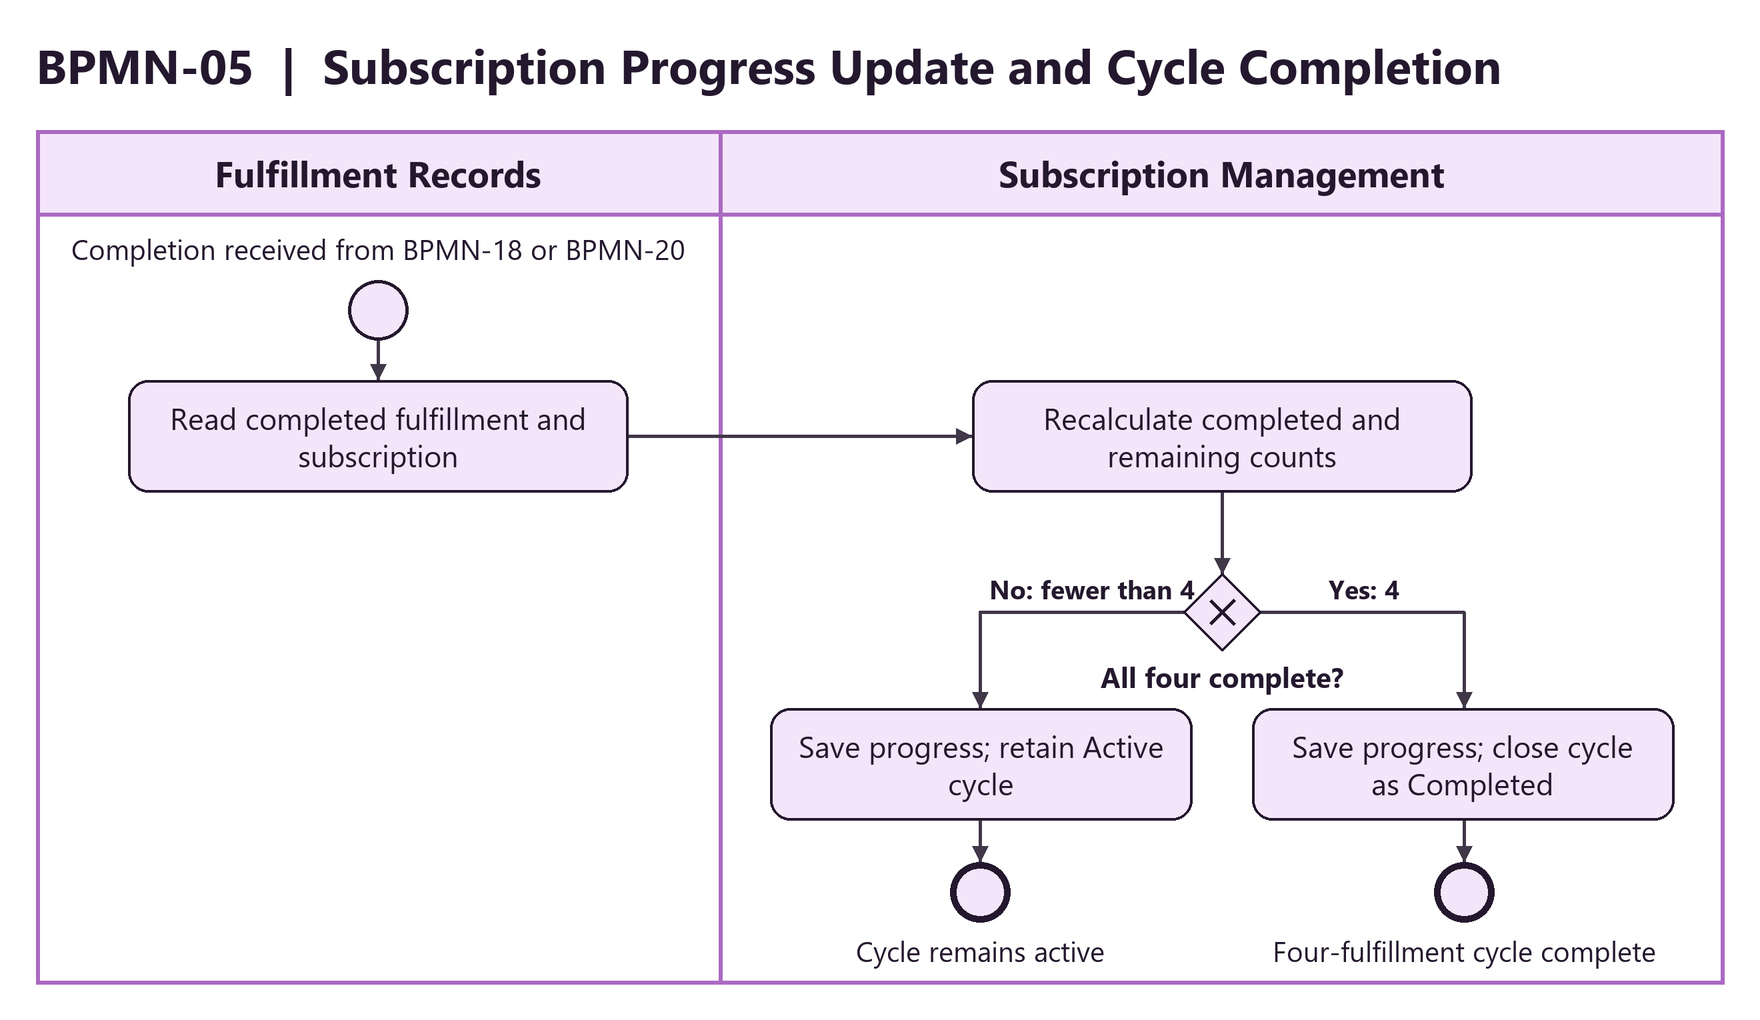 BPMN-05 | Subscription Progress Update and Cycle Completion
Fulfillment Records
Subscription Management
Completion received from BPMN-18 or BPMN-20
Read completed fulfillment and
subscription
Recalculate completed and
remaining counts
No: fewer than 4
Yes: 4
All four complete?
Save progress; retain Active
cycle
Save progress; close cycle
as Completed
Cycle remains active
Four-fulfillment cycle complete